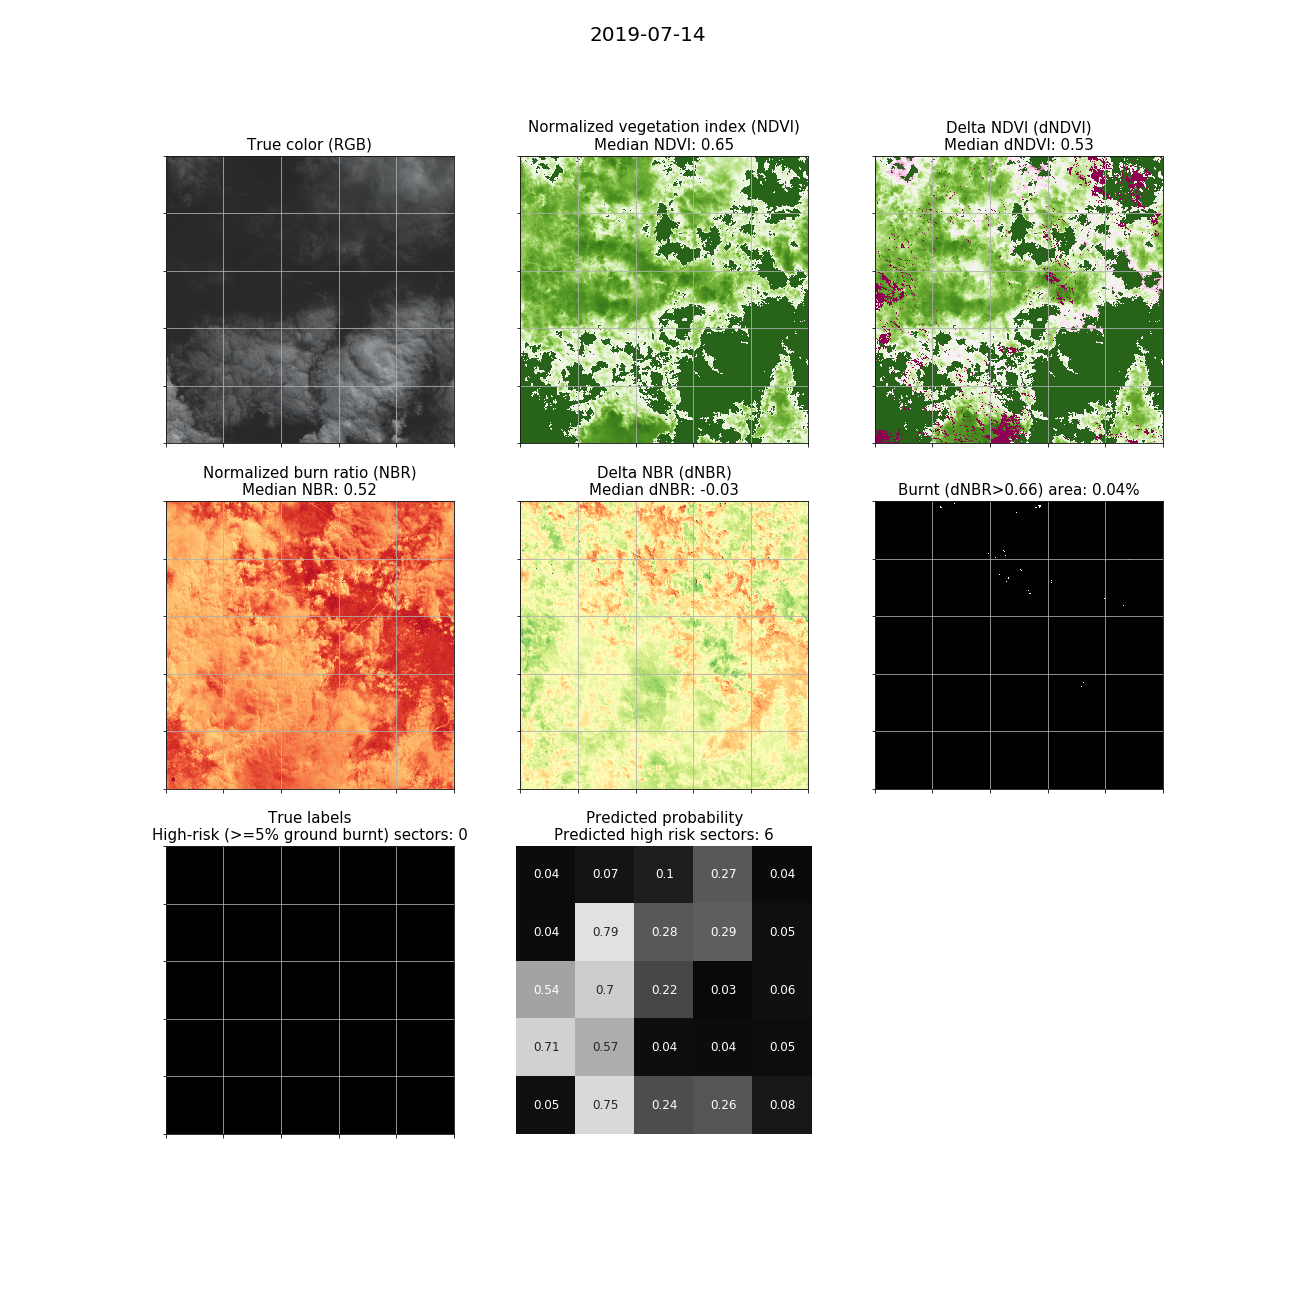 2019-07-14
True color (RGB)
Normalized vegetation index (NDVI)
Median NDVI: 0.65
Delta NDVI (dNDVI)
Median dNDVI: 0.53
Normalized burn ratio (NBR)
Median NBR: 0.52
Delta NBR (dNBR)
Median dNBR: -0.03
Burnt (dNBR>0.66) area: 0.04%
True labels
High-risk (>=5% ground burnt) sectors: 0
Predicted probability
Predicted high risk sectors: 6
0.04 0.07 0.1 0.27 0.04
0.04 0.79 0.28 0.29 0.05
0.54 0.7 0.22 0.03 0.06
0.71 0.57 0.04 0.04 0.05
0.05 0.75 0.24 0.26 0.08